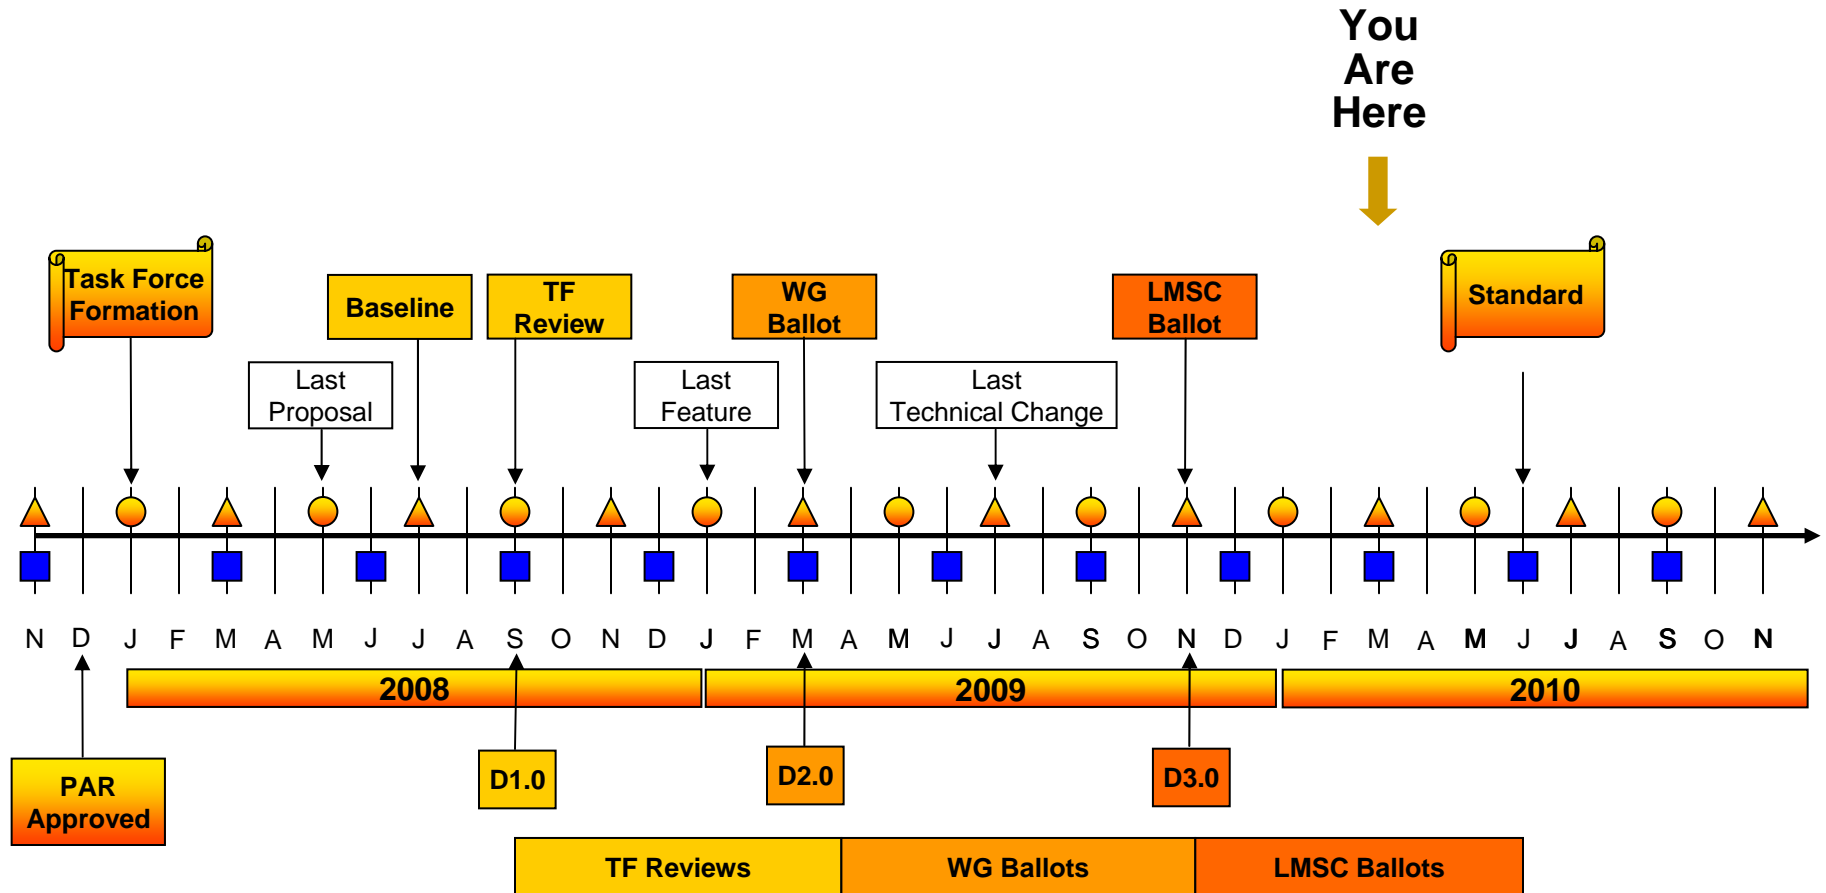 You
Are
Here
Task Force
Formation
Baseline
TF
Review
WG
Ballot
LMSC
Ballot
Standard
Last
Proposal
Last
Feature
Last
Technical Change
N D J F M A M J J A S O N D J F M A M J J A S O N D J F M A M J J A S O N
2008 2009 2010
PAR
Approved
D1.0
D2.0
D3.0
TF Reviews WG Ballots LMSC Ballots